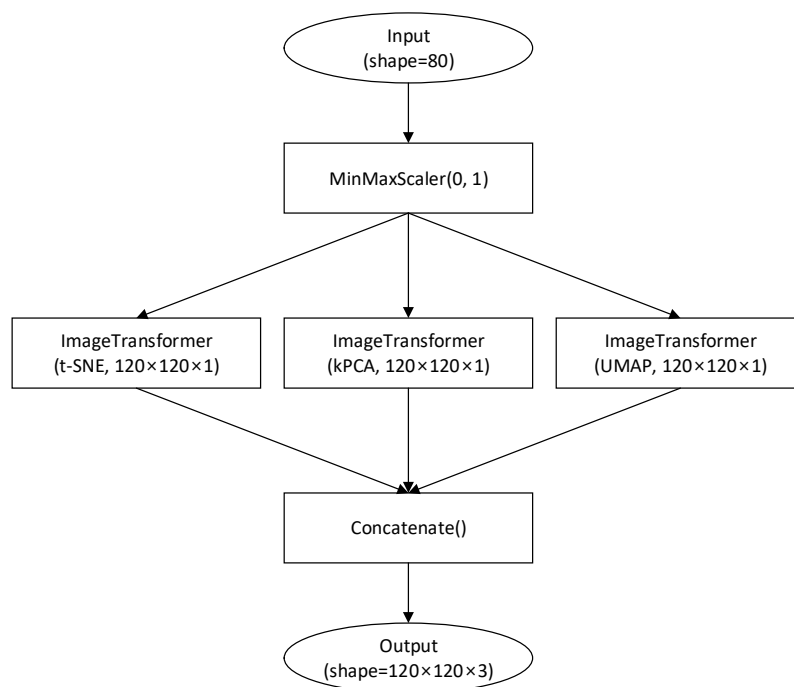 Input
(shape=80)
MinMaxScaler(0, 1)
ImageTransformer
(t-SNE, 120×120×1)
ImageTransformer
(kPCA, 120×120×1)
ImageTransformer
(UMAP, 120×120×1)
Concatenate()
Output
(shape=120×120×3)